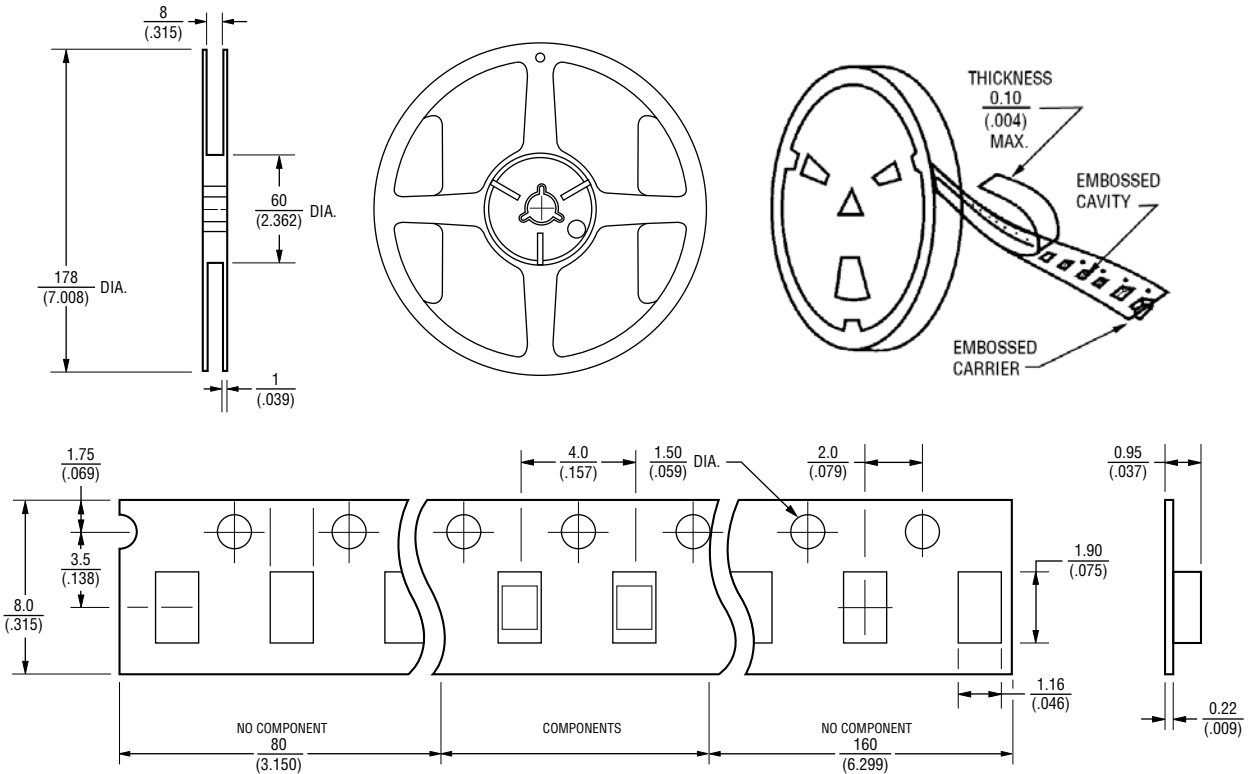 8
(.315)
178
(7.008) DIA.
60
(2.362) DIA.
1
(.039)
THICKNESS
0.10
(.004)
MAX.
EMBOSSED
CAVITY
EMBOSSED
CARRIER
1.75
(.069)
4.0
(.157)
1.50
(.059) DIA.
2.0
(.079)
0.95
(.037)
3.5
(.138)
8.0
(.315)
1.90
(.075)
1.16
(.046)
0.22
(.009)
NO COMPONENT
80
(3.150)
COMPONENTS
NO COMPONENT
160
(6.299)